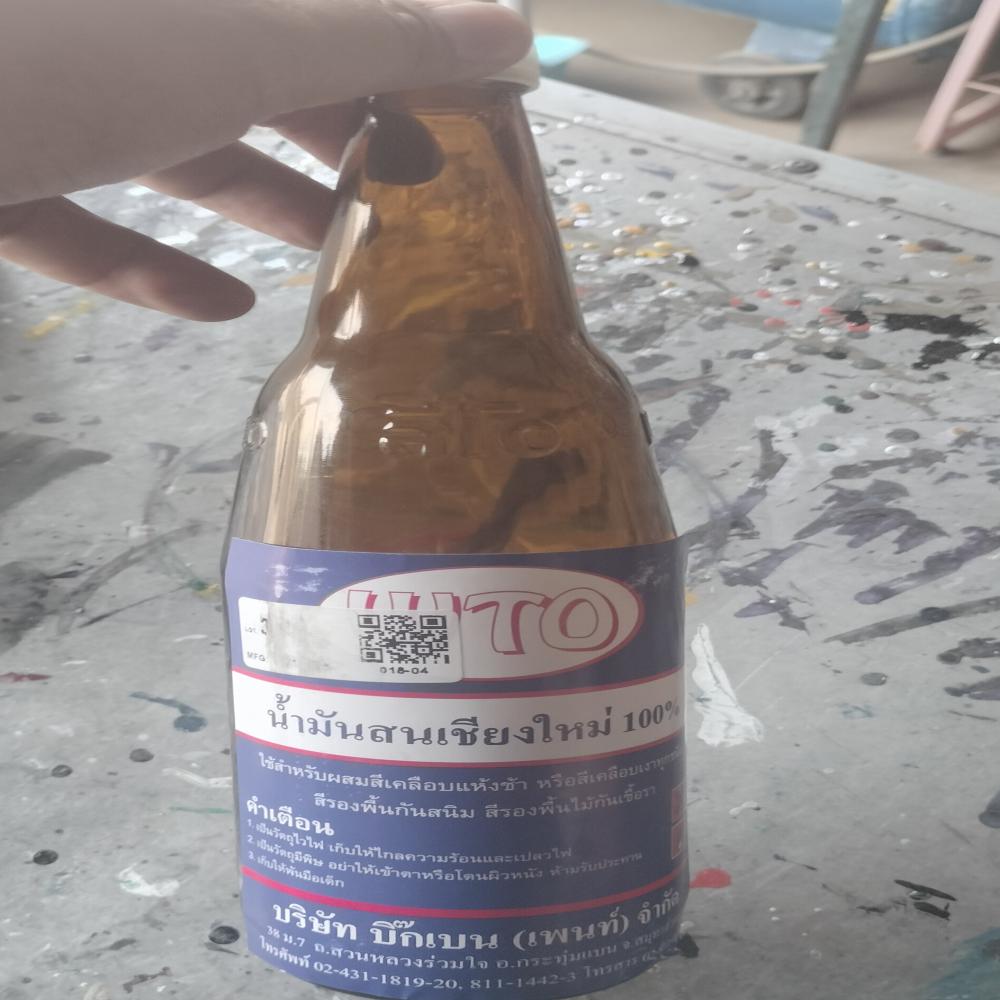 TO
LOT.
MFG
018-04
น้ำมันสนเชียงใหม่ 100%
ใช้สำหรับผสมสีเคลือบแห้งช้า หรือสีเคลือบเงาทุกชนิด
สีรองพื้นกันสนิม สีรองพื้นไม้กันเชื้อรา
คำเตือน
1. เป็นวัตถุไวไฟ เก็บให้ไกลความร้อนและเปลวไฟ
2. เป็นวัตถุมีพิษ อย่าให้เข้าตาหรือโดนผิวหนัง ห้ามรับประทาน
3. เก็บให้พ้นมือเด็ก
บริษัท บิ๊กเบน (เพนท์) จำกัด
38 ม.7 ถ.สวนหลวงร่วมใจ อ.กระทุ่มแบน
โทรศัพท์ 02-431-1819-20, 811-1442-3 โทรสาร 02